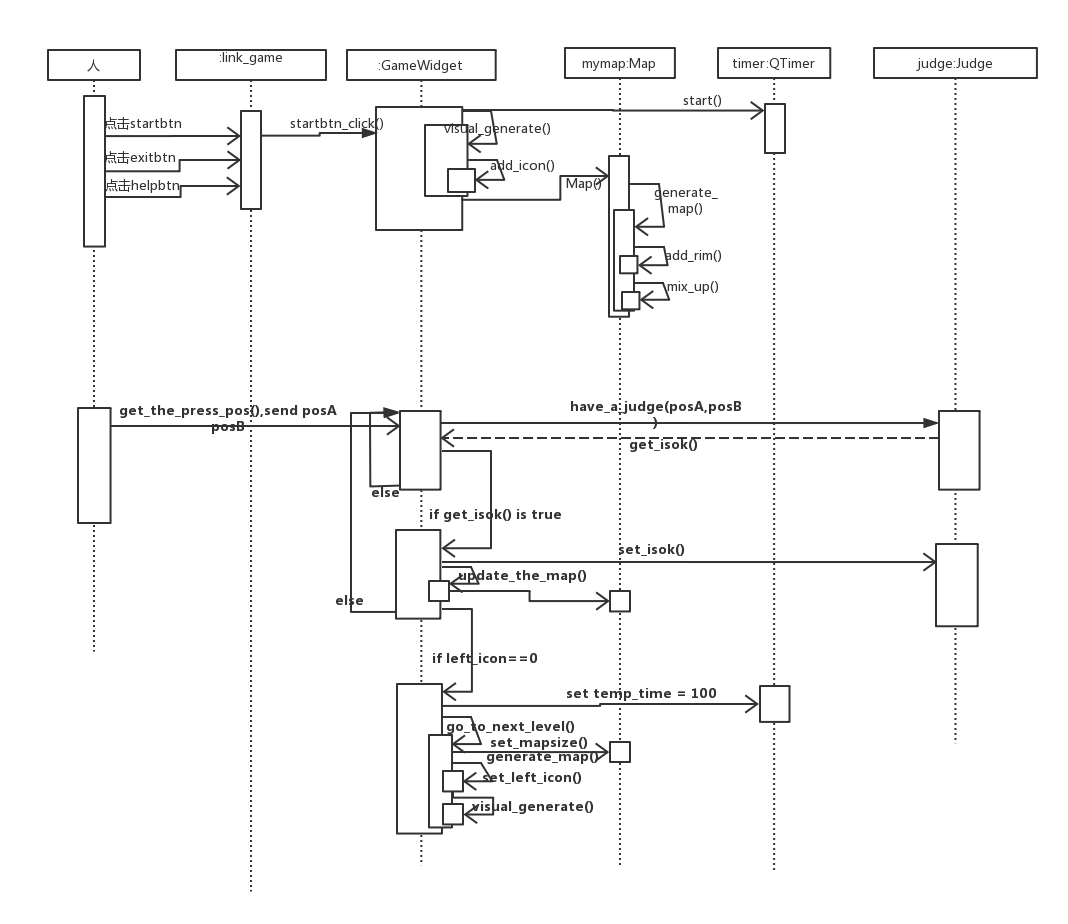 人
:link_game
:GameWidget
mymap:Map
timer:QTimer
judge:Judge
start()
点击startbtn
startbtn_click()
visual_generate()
点击exitbtn
add_icon()
点击helpbtn
Map()
generate_
map()
add_rim()
mix_up()
get_the_press_pos(),send posA
posB
have_a_judge(posA,posB
)
get_isok()
else
if get_isok() is true
set_isok()
update_the_map()
else
if left_icon==0
set temp_time = 100
go_to_next_level()
set_mapsize()
generate_map()
set_left_icon()
visual_generate()